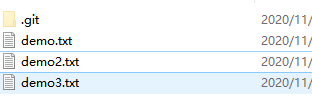 .git 2020/11/
demo.txt 2020/11/
demo2.txt 2020/11/
demo3.txt 2020/11/